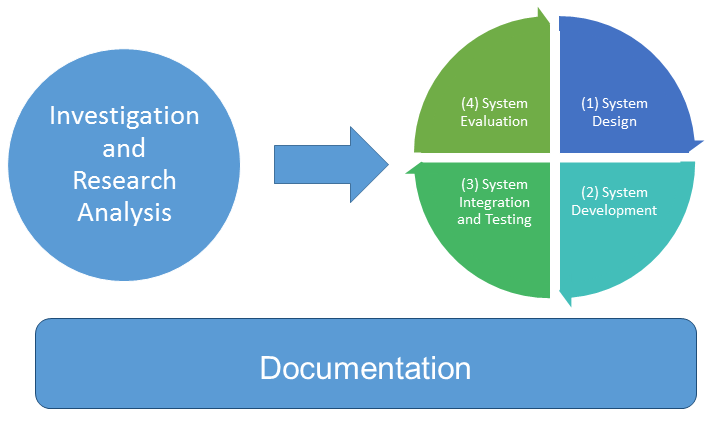 Investigation
and
Research
Analysis
(4) System
Evaluation
(1) System
Design
(3) System
Integration
and Testing
(2) System
Development
Documentation